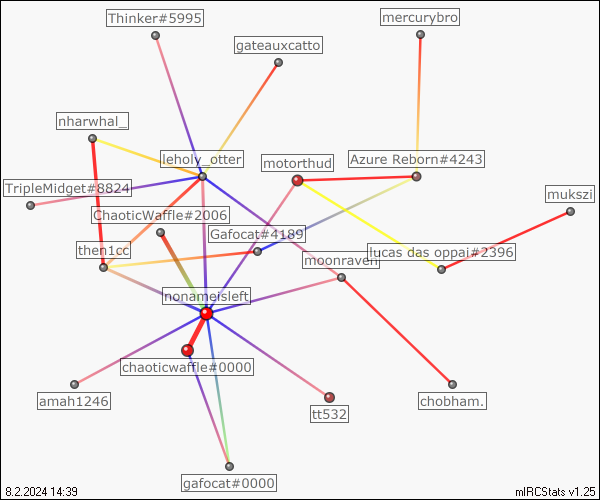 Thinker#5995
mercurybro
gateauxcatto
nharwhal_
leholy_otter
motorthud
Azure Reborn#4243
TripleMidget#8824
mukszi
ChaoticWaffle#2006
Gafocat#4189
then1cc
moonraven
lucas das oppai#2396
nonameisleft
chaoticwaffle#0000
amah1246
tt532
chobham.
gafocat#0000
8.2.2024 14:39
mIRCStats v1.25